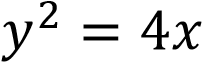 y² = 4x